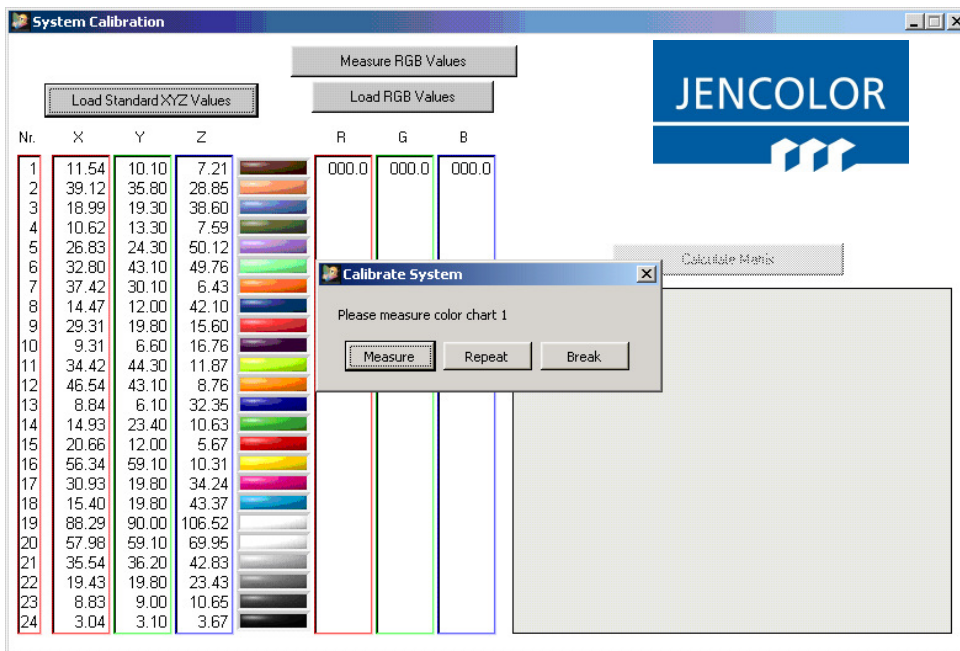 System Calibration
Measure RGB Values
Load Standard XYZ Values
Load RGB Values
JENCOLOR
Nr. X Y Z R G B
1 11.54 10.10 7.21 000.0 000.0 000.0
2 39.12 35.80 28.85
3 18.99 19.30 38.60
4 10.62 13.30 7.59
5 26.83 24.30 50.12
Calculate Matrix
6 32.80 43.10 49.76
Calibrate System
7 37.42 30.10 6.43
8 14.47 12.00 42.10
Please measure color chart 1
9 29.31 19.80 15.60
10 9.31 6.60 16.76
Measure Repeat Break
11 34.42 44.30 11.87
12 46.54 43.10 8.76
13 8.84 6.10 32.35
14 14.93 23.40 10.63
15 20.66 12.00 5.67
16 56.34 59.10 10.31
17 30.93 19.80 34.24
18 15.40 19.80 43.37
19 88.29 90.00 106.52
20 57.98 59.10 69.95
21 35.54 36.20 42.83
22 19.43 19.80 23.43
23 8.83 9.00 10.65
24 3.04 3.10 3.67